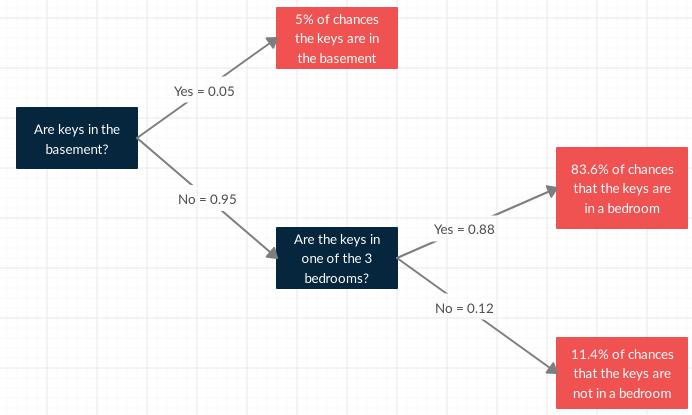 5% of chances
the keys are in
the basement
Yes = 0.05
Are keys in the
basement?
No = 0.95
Are the keys in
one of the 3
bedrooms?
Yes = 0.88
83.6% of chances
that the keys are
in a bedroom
No = 0.12
11.4% of chances
that the keys are
not in a bedroom